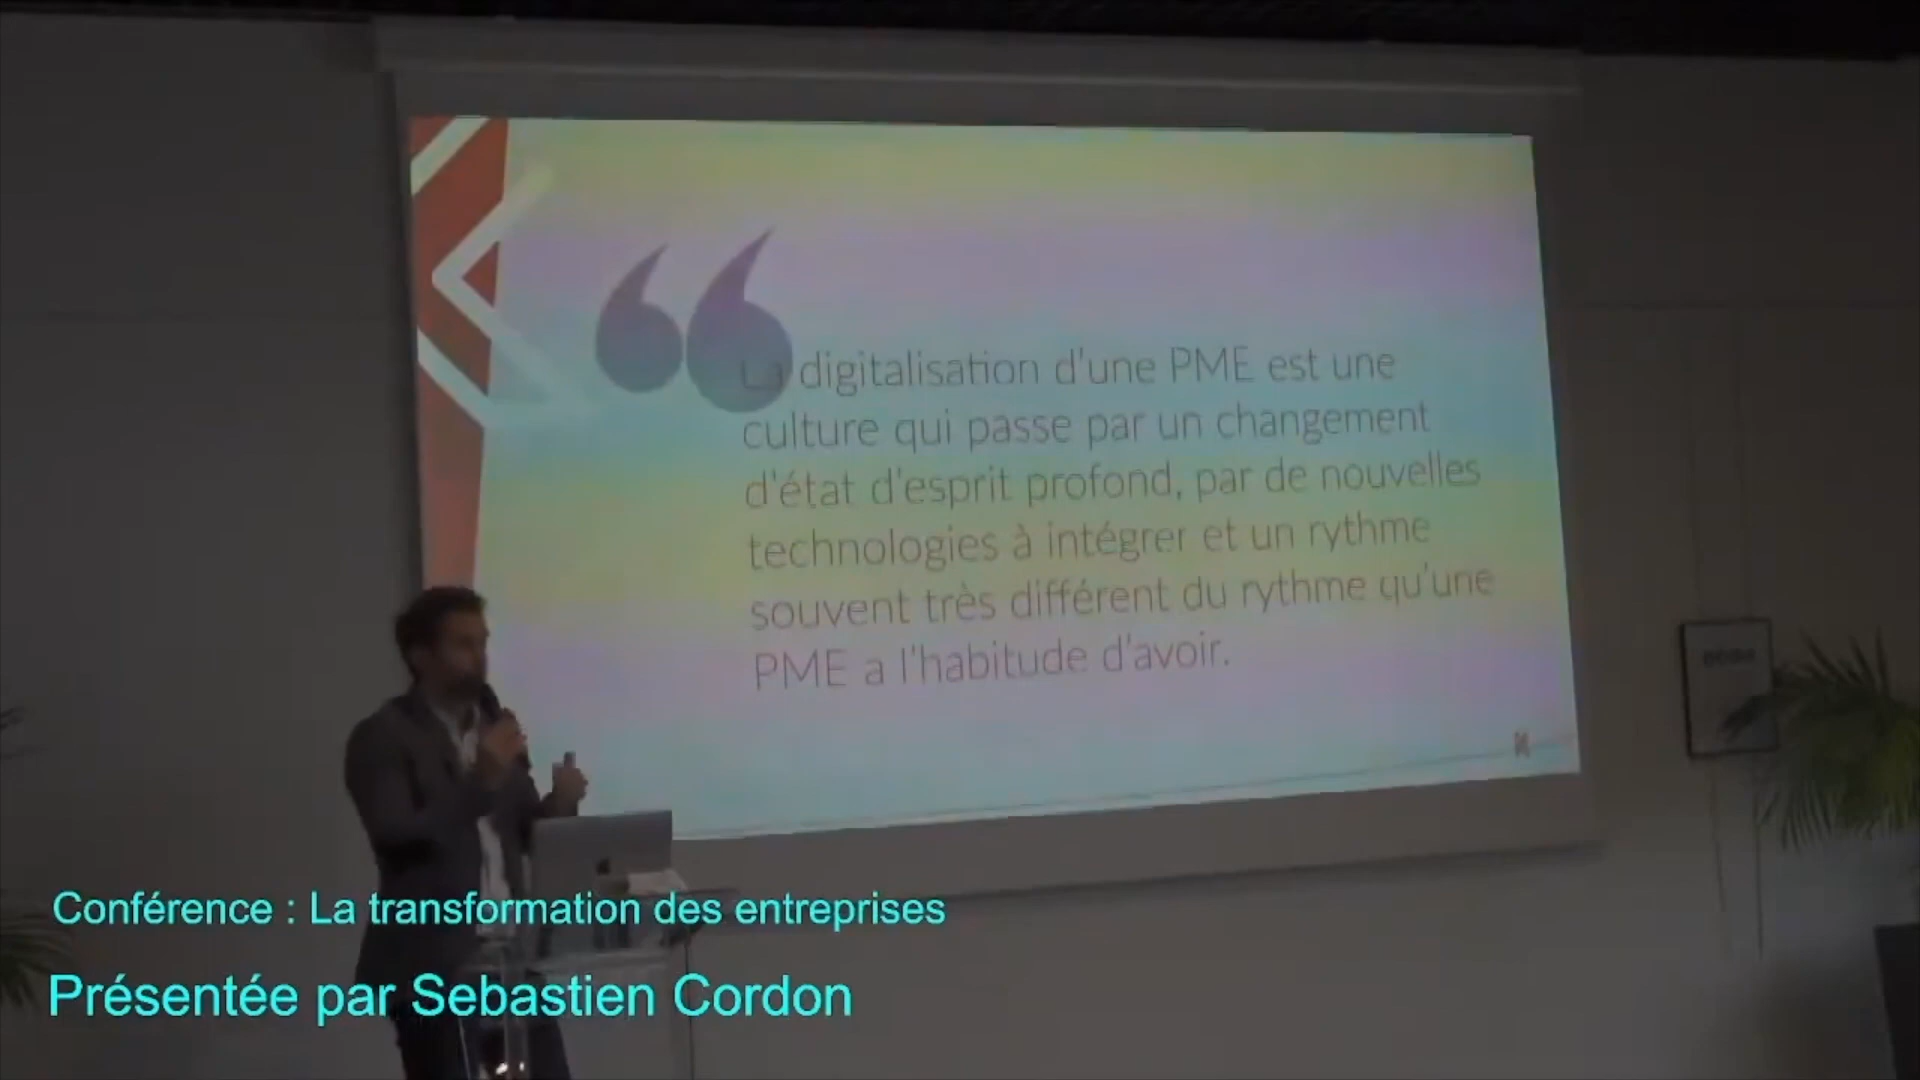 La digitalisation d'une PME est une
culture qui passe par un changement
d'état d'esprit profond, par de nouvelles
technologies à intégrer et un rythme
souvent très différent du rythme qu'une
PME a l'habitude d'avoir.
Conférence : La transformation des entreprises
Présentée par Sebastien Cordon